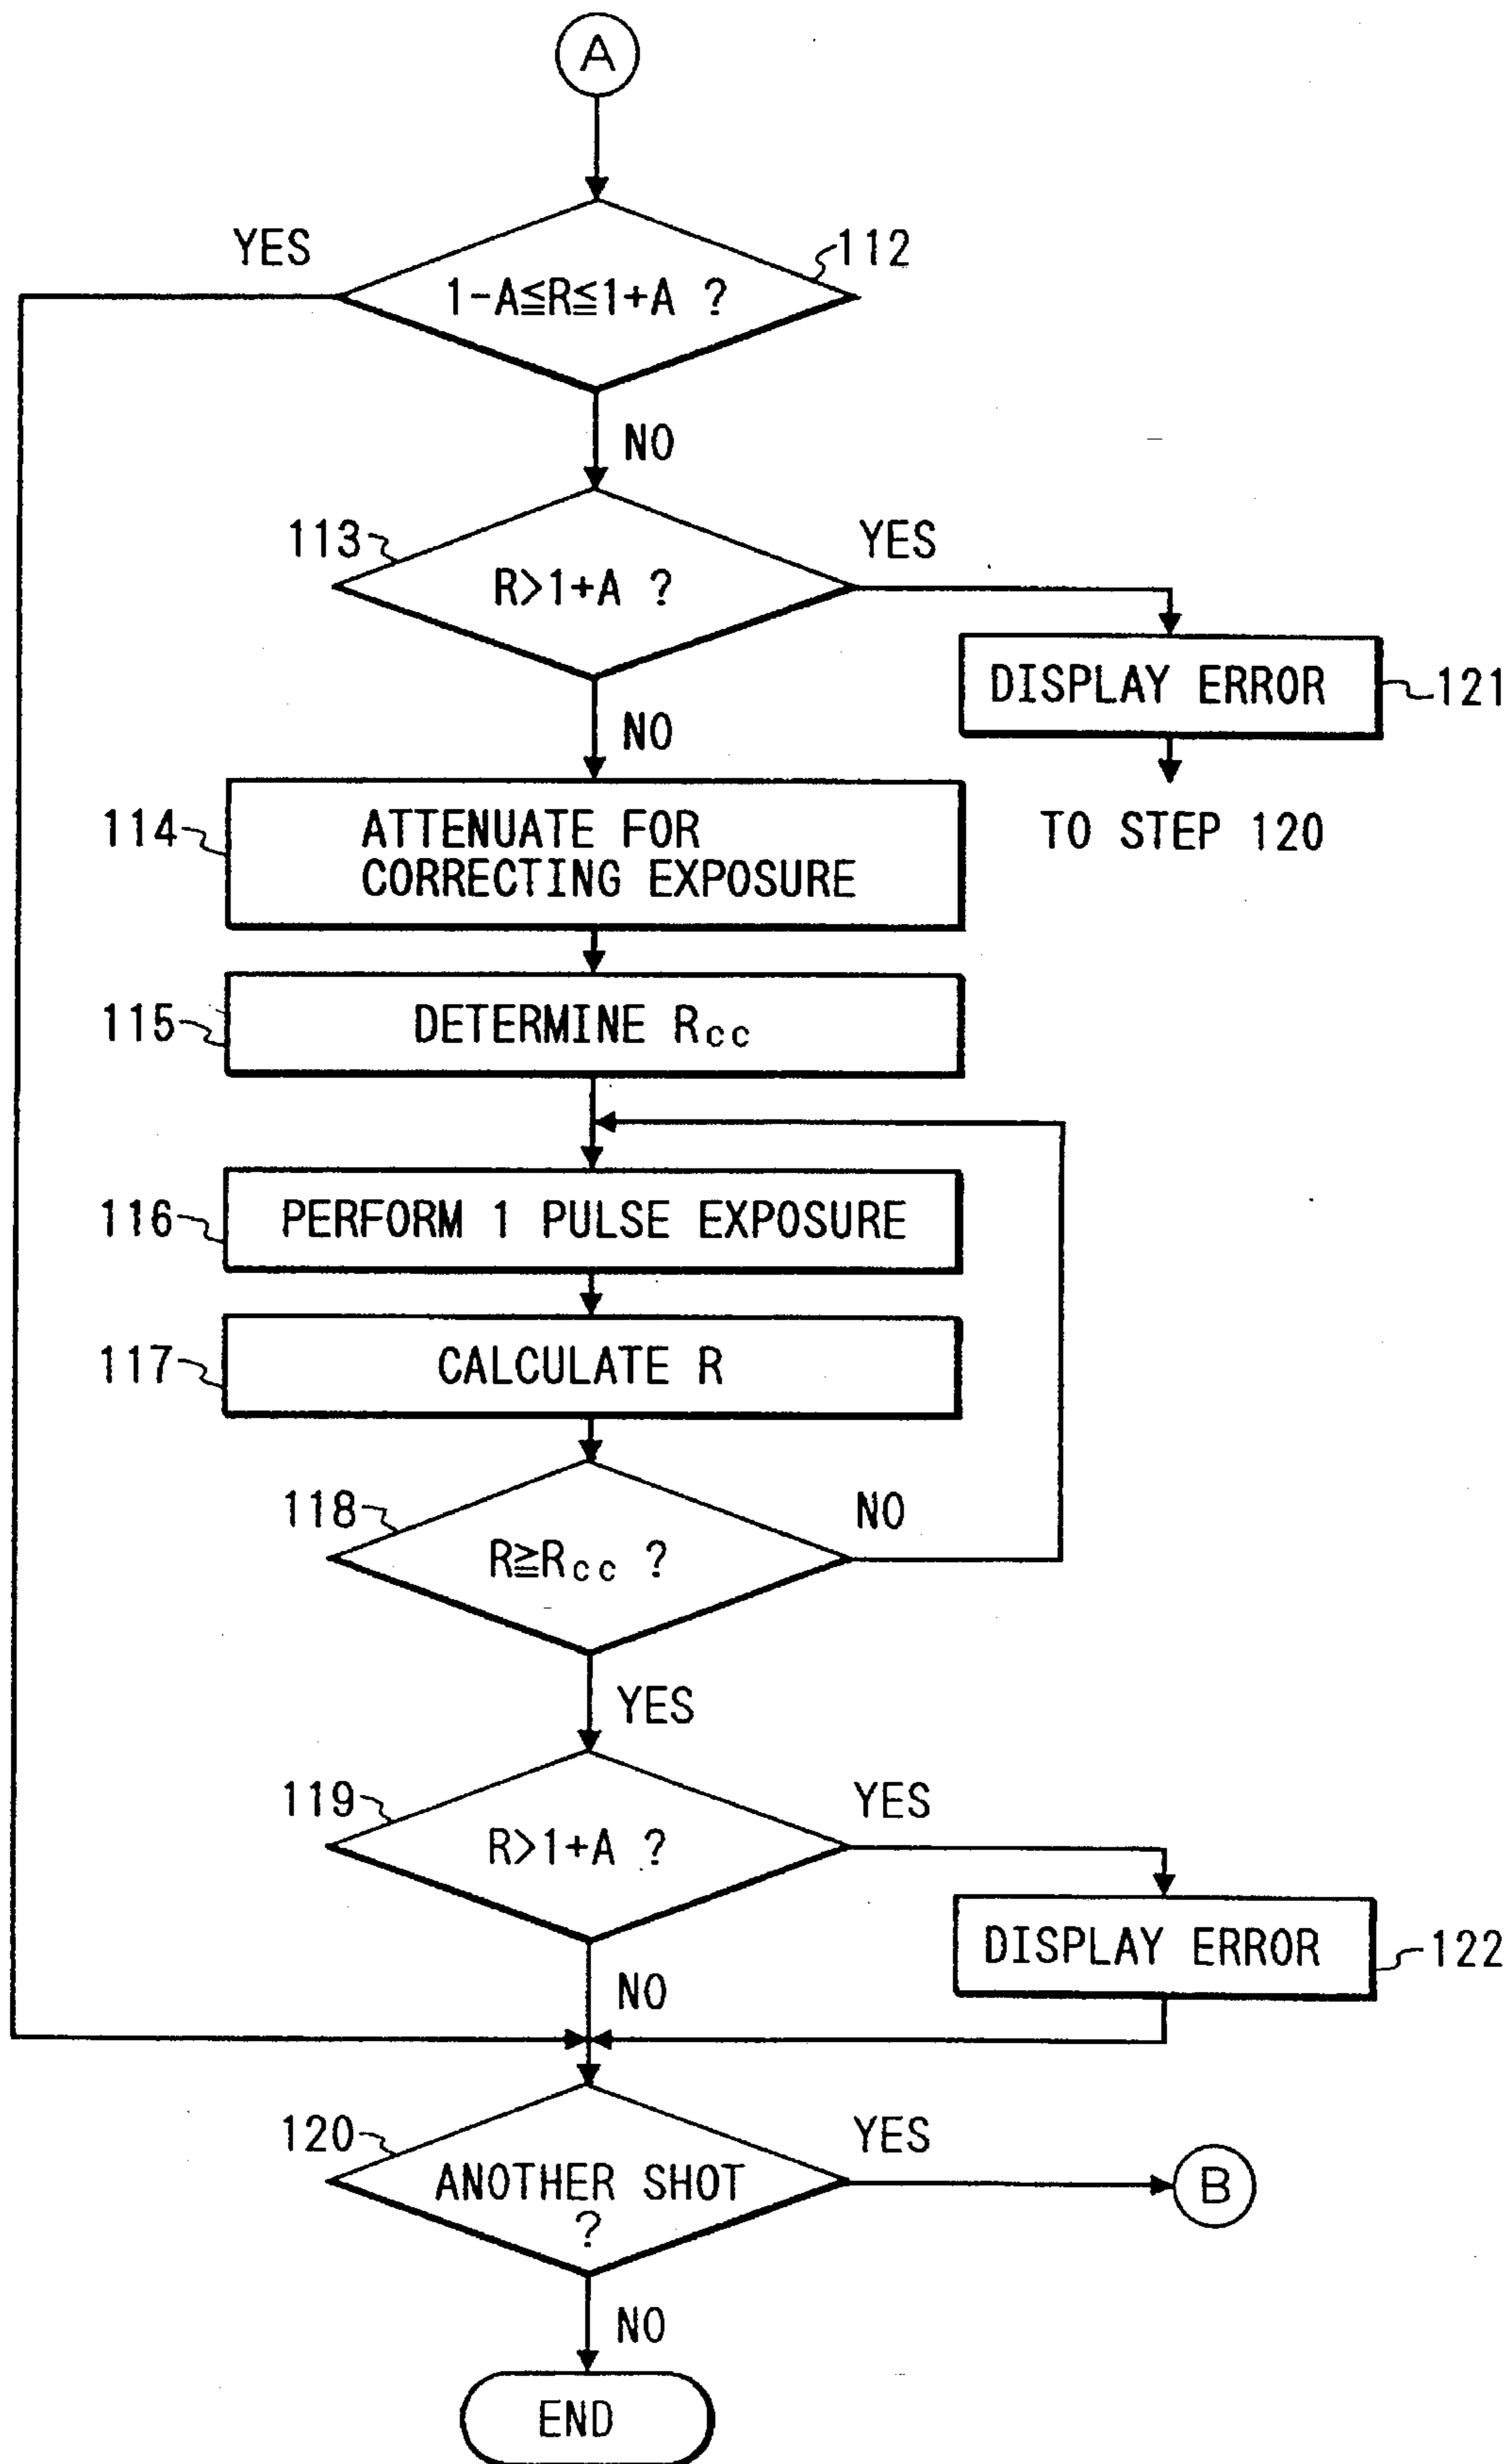 A
YES
112
1-A≦R≦1+A ?
NO
113
YES
R>1+A ?
DISPLAY ERROR
121
NO
TO STEP 120
114
ATTENUATE FOR
CORRECTING EXPOSURE
115
DETERMINE Rcc
116
PERFORM 1 PULSE EXPOSURE
117
CALCULATE R
118
NO
R≧Rcc ?
YES
119
YES
R>1+A ?
DISPLAY ERROR
122
NO
120
YES
ANOTHER SHOT
?
B
NO
END